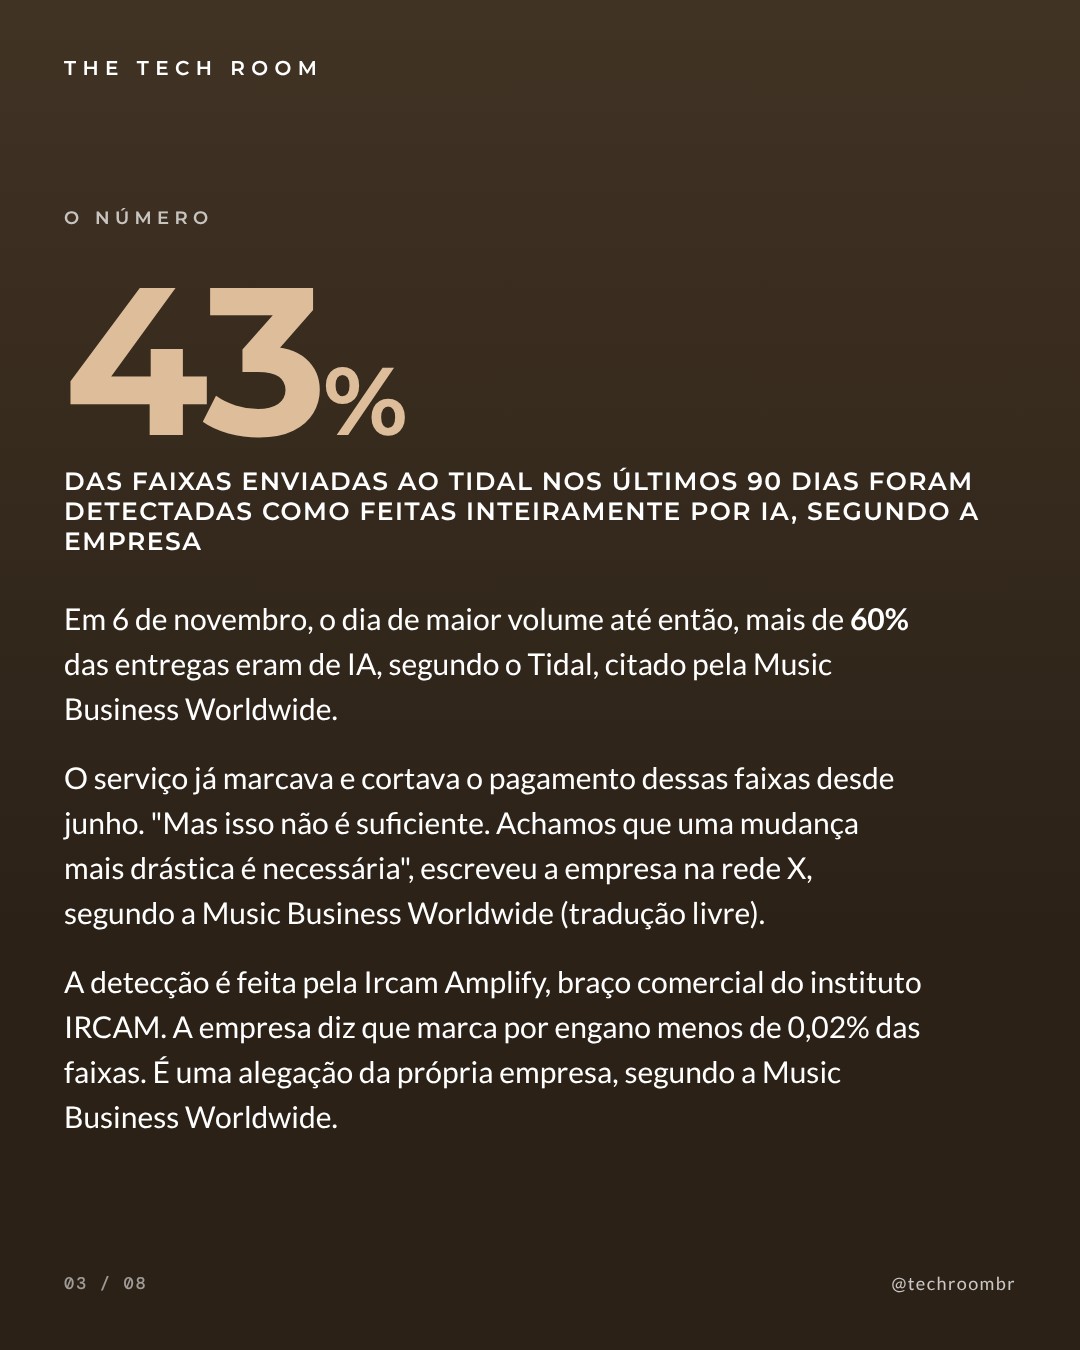 THE TECH ROOM
O NÚMERO
43%
DAS FAIXAS ENVIADAS AO TIDAL NOS ÚLTIMOS 90 DIAS FORAM
DETECTADAS COMO FEITAS INTEIRAMENTE POR IA, SEGUNDO A
EMPRESA
Em 6 de novembro, o dia de maior volume até então, mais de 60%
das entregas eram de IA, segundo o Tidal, citado pela Music
Business Worldwide.
O serviço já marcava e cortava o pagamento dessas faixas desde
junho. "Mas isso não é suficiente. Achamos que uma mudança
mais drástica é necessária", escreveu a empresa na rede X,
segundo a Music Business Worldwide (tradução livre).
A detecção é feita pela Ircam Amplify, braço comercial do instituto
IRCAM. A empresa diz que marca por engano menos de 0,02% das
faixas. É uma alegação da própria empresa, segundo a Music
Business Worldwide.
03 / 08
@techroombr